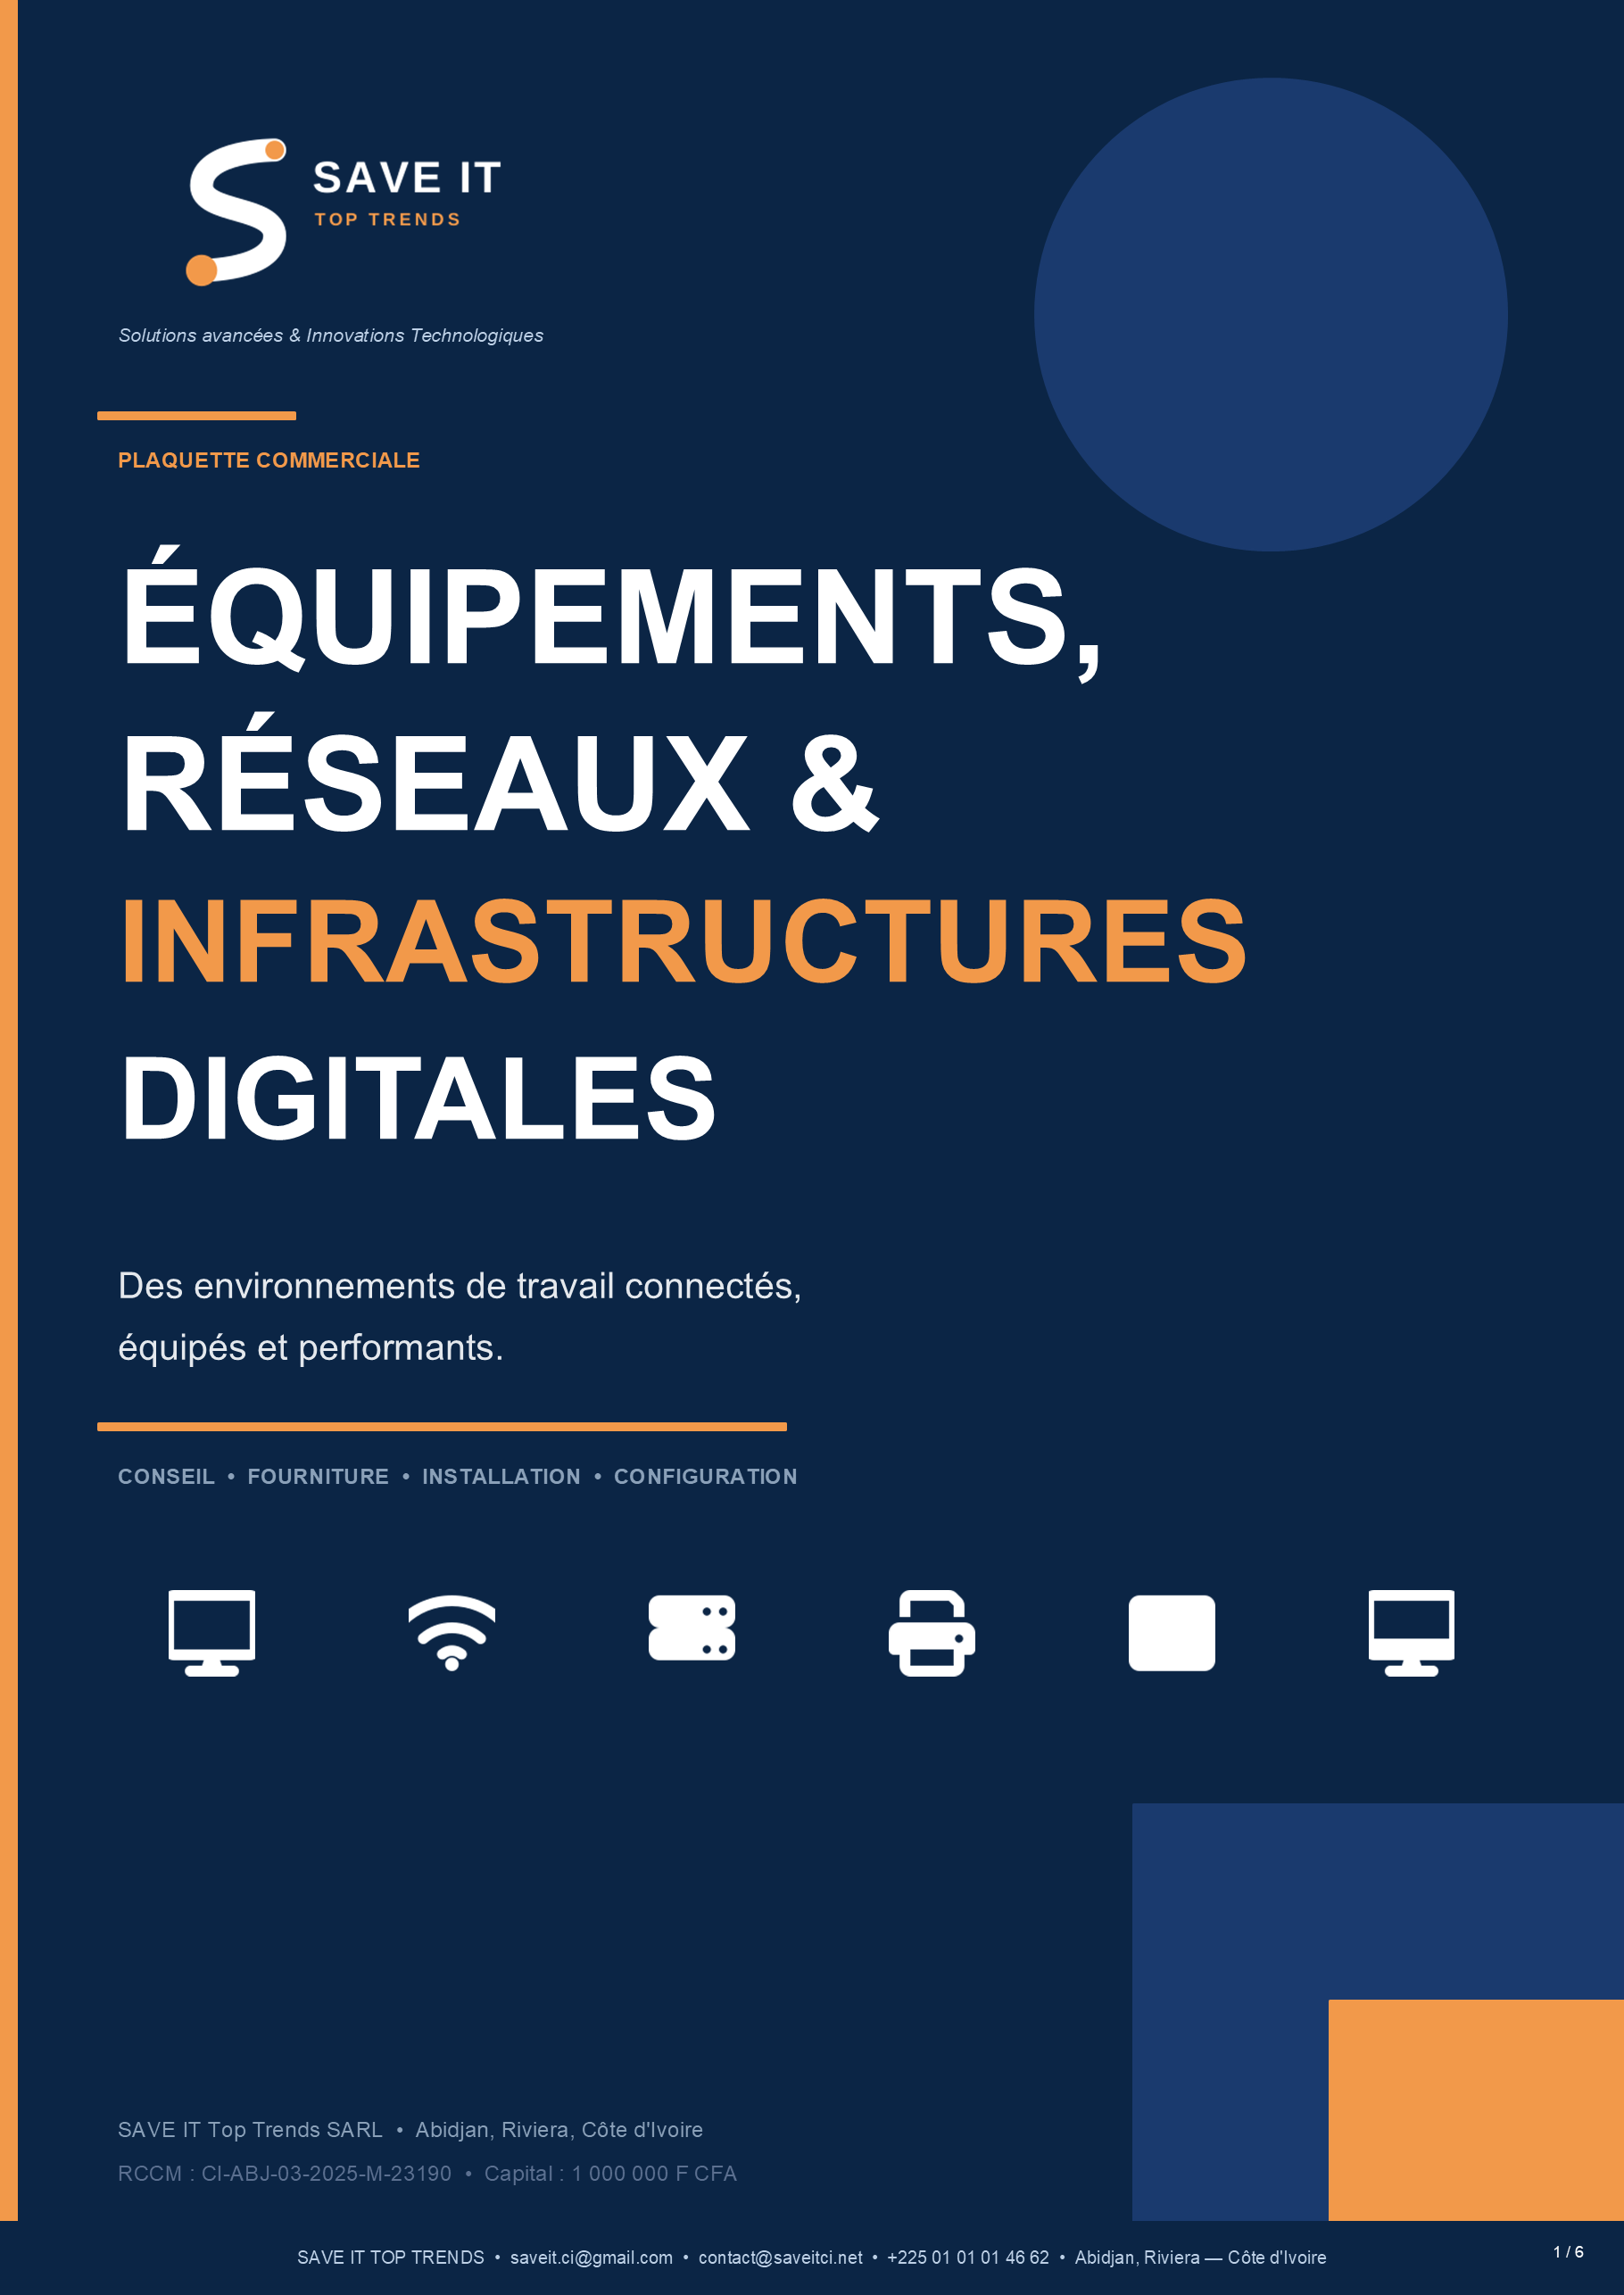 SAVE IT
TOP TRENDS
Solutions avancées & Innovations Technologiques
PLAQUETTE COMMERCIALE
ÉQUIPEMENTS,
RÉSEAUX &
INFRASTRUCTURES
DIGITALES
Des environnements de travail connectés,
équipés et performants.
CONSEIL • FOURNITURE • INSTALLATION • CONFIGURATION
SAVE IT Top Trends SARL • Abidjan, Riviera, Côte d'Ivoire
RCCM : CI-ABJ-03-2025-M-23190 • Capital : 1 000 000 F CFA
SAVE IT TOP TRENDS • saveit.ci@gmail.com • contact@saveitci.net • +225 01 01 01 46 62 • Abidjan, Riviera — Côte d'Ivoire
1 / 6